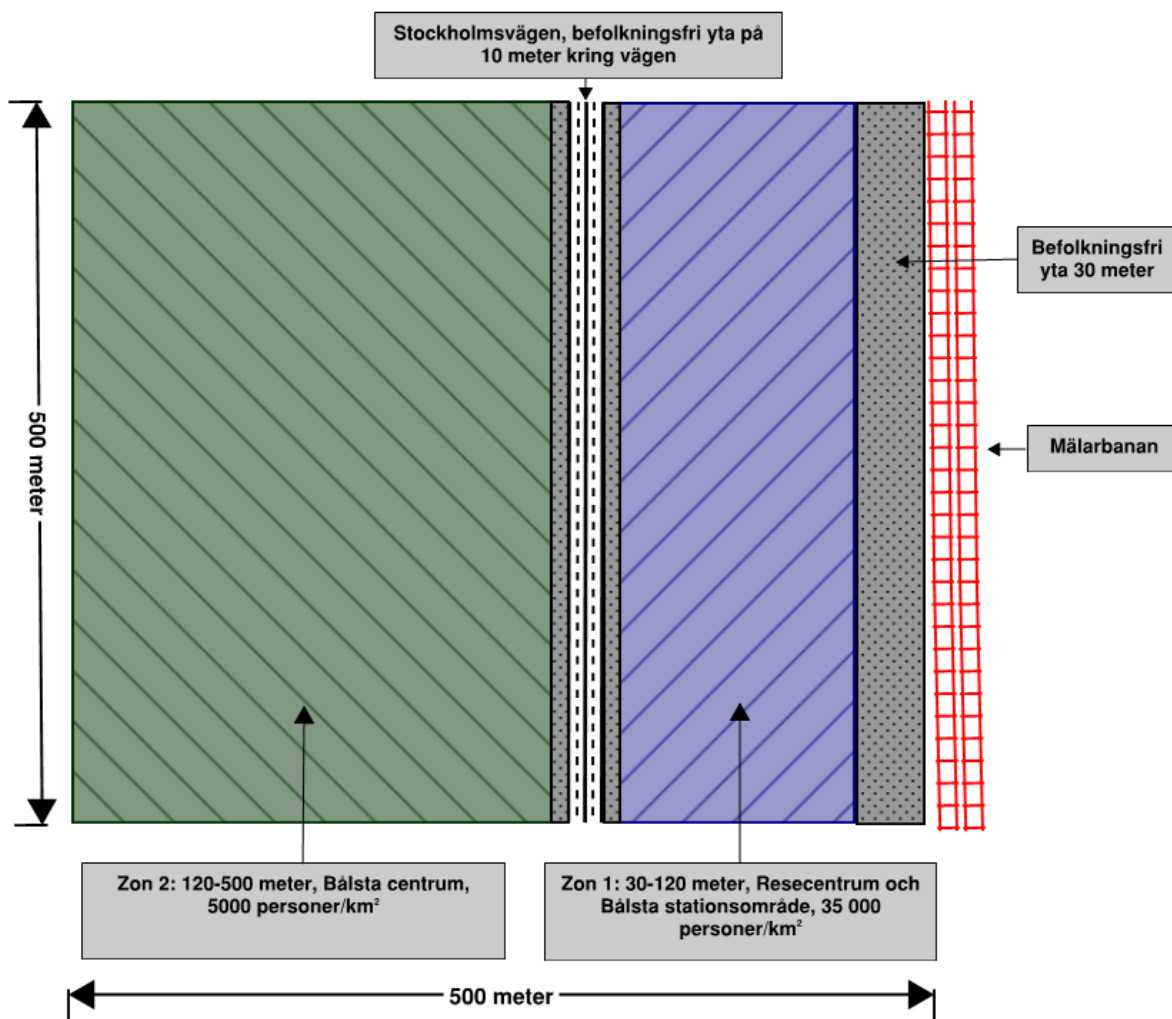 Stockholmsvägen, befolkningsfri yta på
10 meter kring vägen
Befolkningsfri
yta 30 meter
500 meter
Mälarbanan
Zon 2: 120-500 meter, Bålsta centrum,
5000 personer/km²
Zon 1: 30-120 meter, Resecentrum och
Bålsta stationsområde, 35 000
personer/km²
500 meter